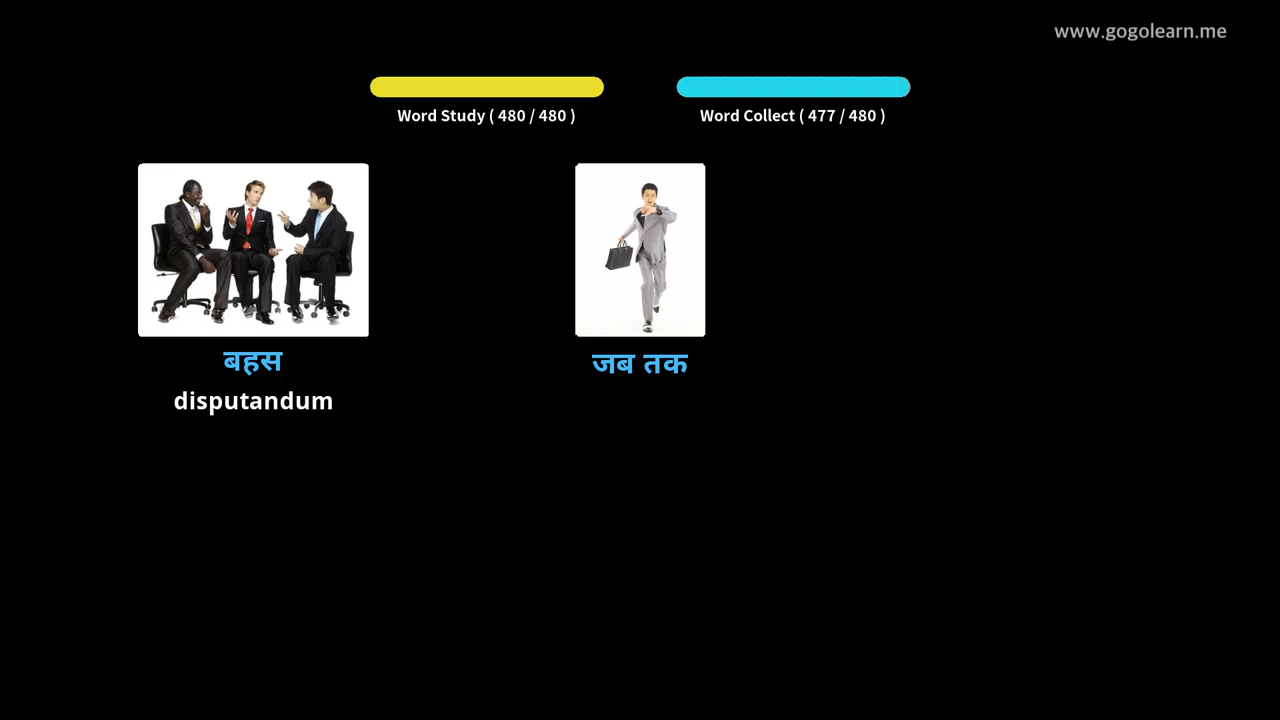 www.gogolearn.me
Word Study ( 480 / 480 )
Word Collect ( 477 / 480 )
बहस
disputandum
जब तक